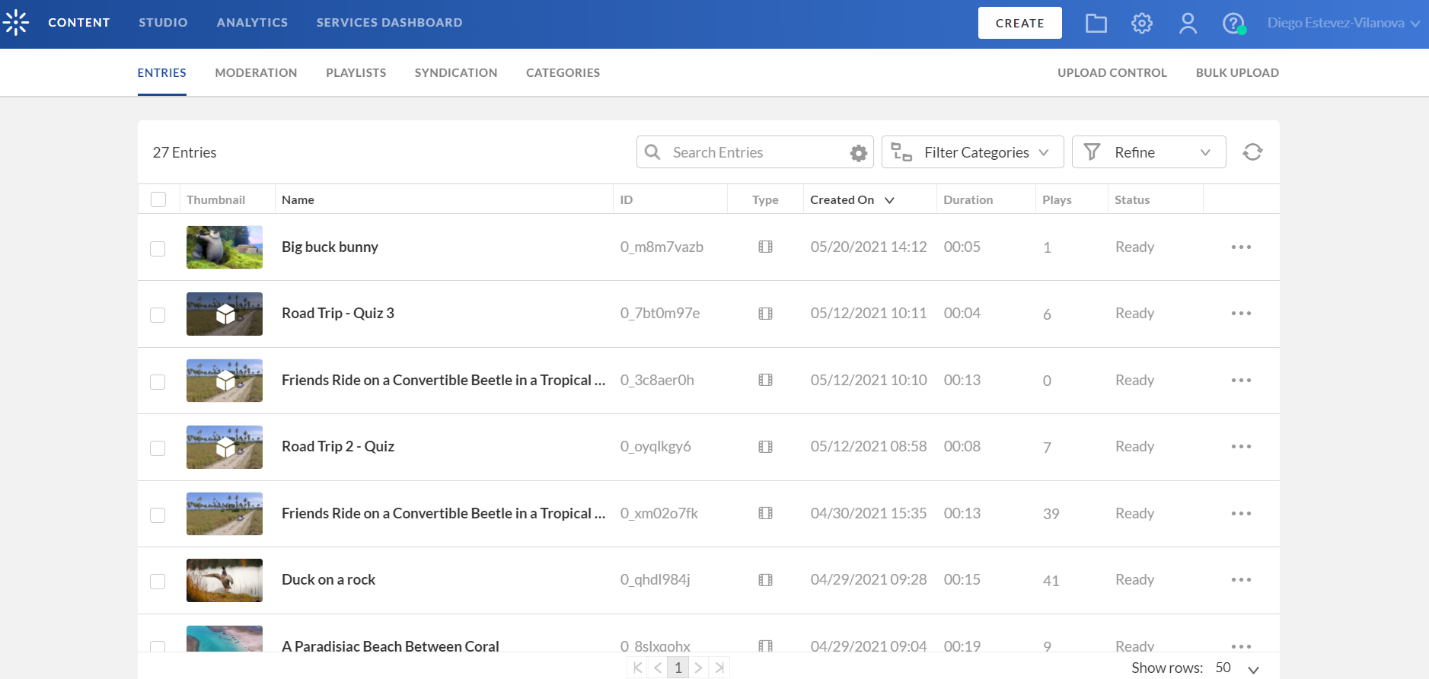 CONTENT STUDIO ANALYTICS SERVICES DASHBOARD CREATE Diego Estevez-Vilanova
ENTRIES MODERATION PLAYLISTS SYNDICATION CATEGORIES UPLOAD CONTROL BULK UPLOAD
27 Entries Search Entries Filter Categories Refine
Thumbnail Name ID Type Created On Duration Plays Status
Big buck bunny 0_m8m7vazb 05/20/2021 14:12 00:05 1 Ready
Road Trip - Quiz 3 0_7bt0m97e 05/12/2021 10:11 00:04 6 Ready
Friends Ride on a Convertible Beetle in a Tropical ... 0_3c8aer0h 05/12/2021 10:10 00:13 0 Ready
Road Trip 2 - Quiz 0_oyqlkgy6 05/12/2021 08:58 00:08 7 Ready
Friends Ride on a Convertible Beetle in a Tropical ... 0_xm02o7fk 04/30/2021 15:35 00:13 39 Ready
Duck on a rock 0_qhdl984j 04/29/2021 09:28 00:15 41 Ready
A Paradisiac Beach Between Coral 04/29/2021 09:04 00:19 9 Ready
1 Show rows: 50